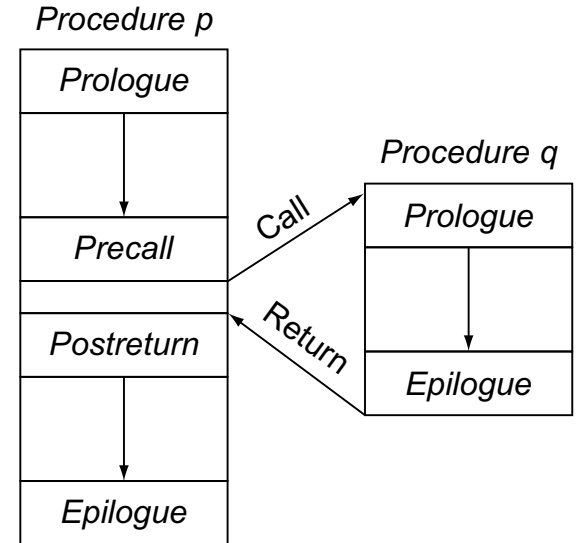 Procedure p
Prologue
Precall
Postreturn
Epilogue
Call
Return
Procedure q
Prologue
Epilogue